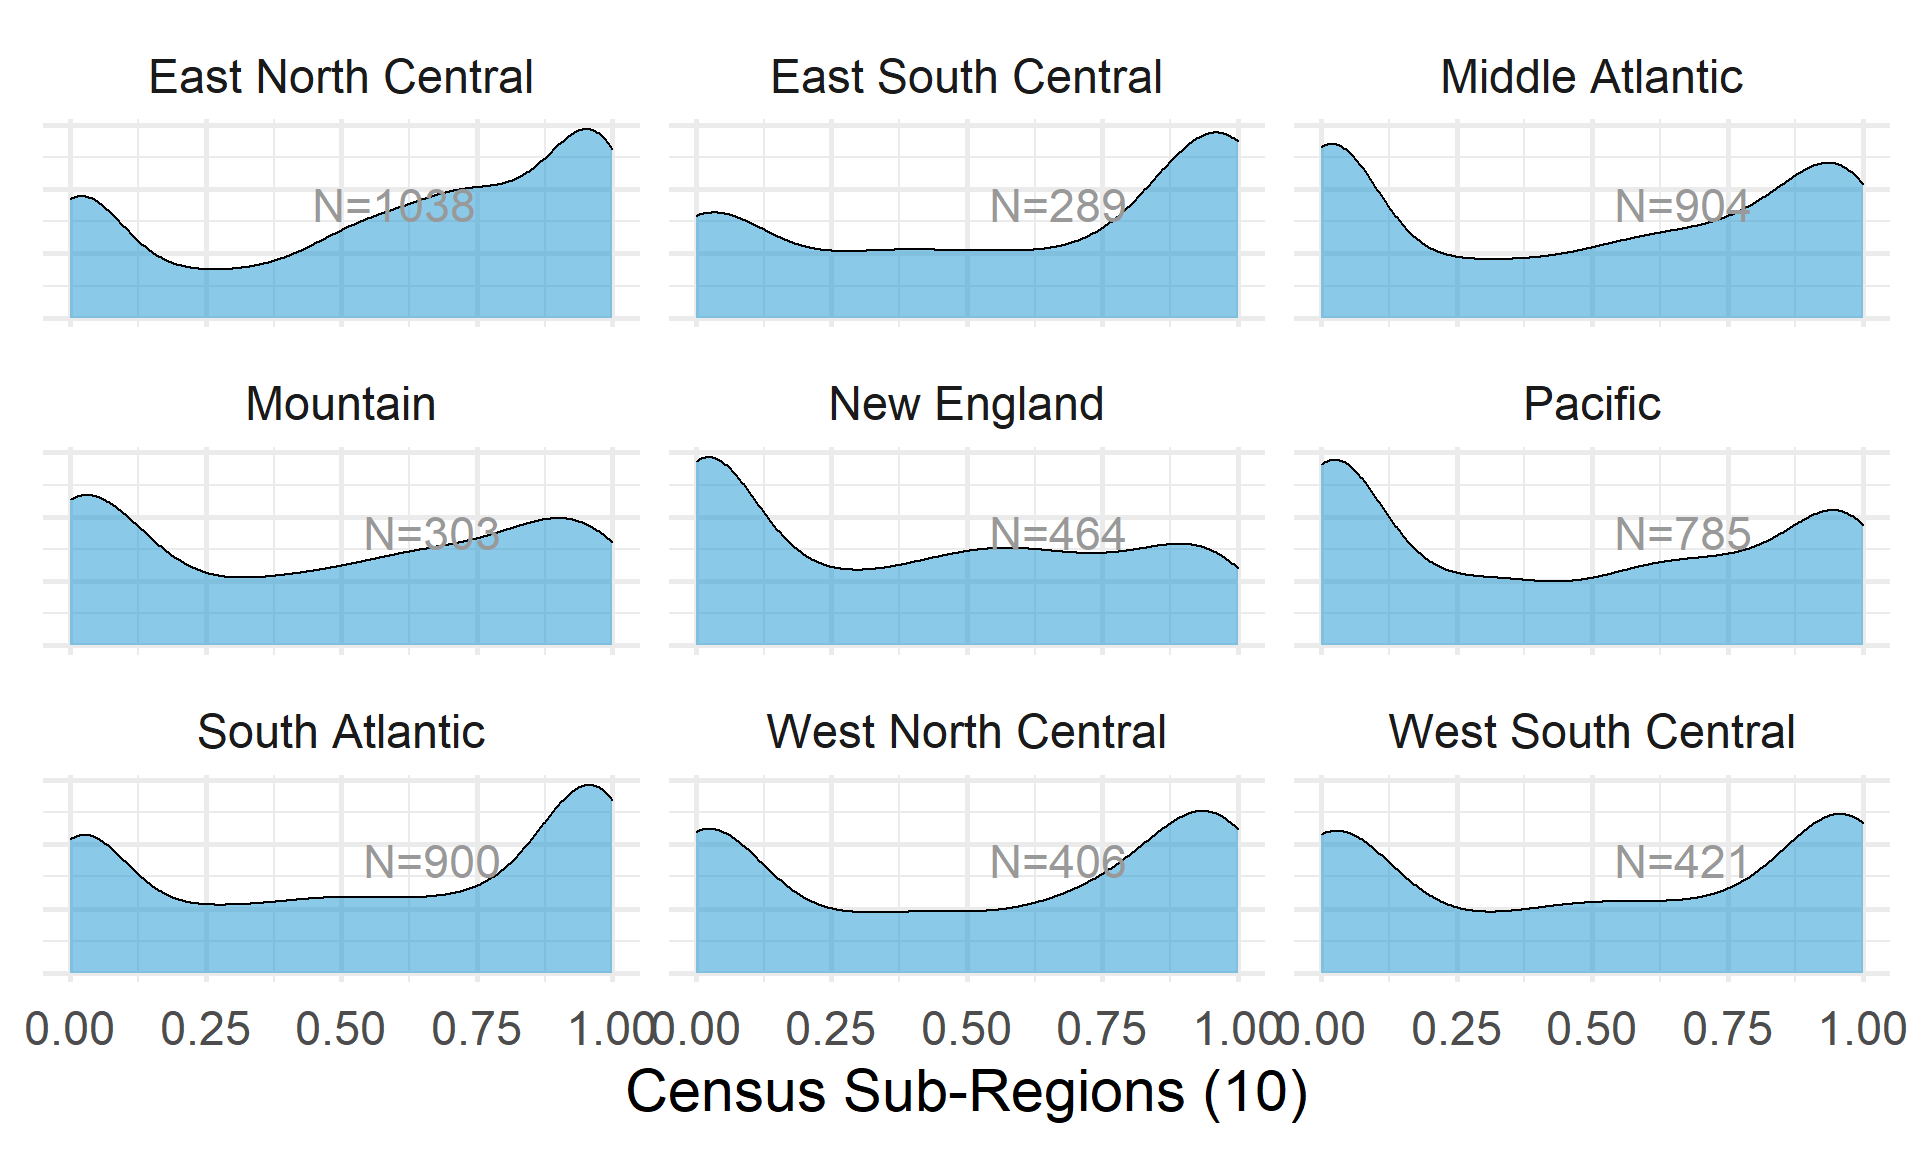 East North Central East South Central Middle Atlantic
N=1038 N=289 N=904
Mountain New England Pacific
N=303 N=464 N=785
South Atlantic West North Central West South Central
N=900 N=406 N=421
0.00 0.25 0.50 0.75 1.00 0.00 0.25 0.50 0.75 1.00 0.00 0.25 0.50 0.75 1.00
Census Sub-Regions (10)